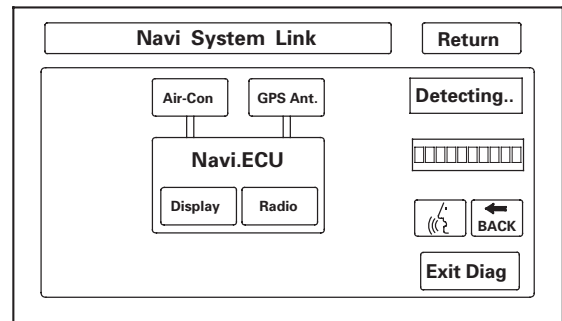 Navi System Link
Return
Air-Con
GPS Ant.
Detecting..
Navi.ECU
Display
Radio
BACK
Exit Diag